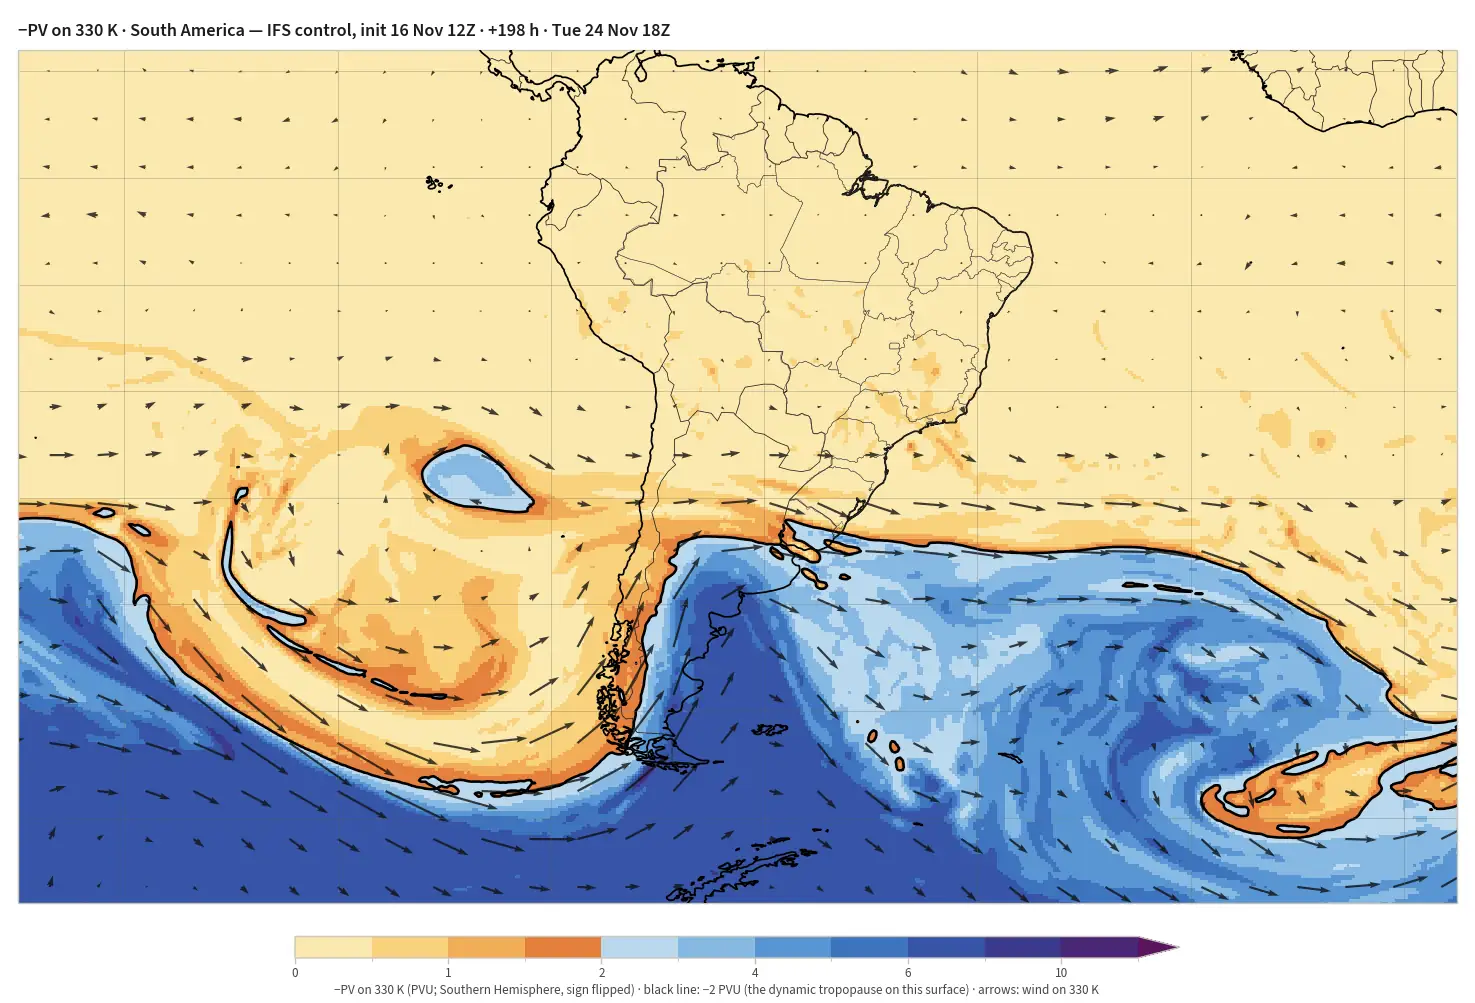 −PV on 330 K · South America — IFS control, init 16 Nov 12Z · +198 h · Tue 24 Nov 18Z
0 1 2 4 6 10
−PV on 330 K (PVU; Southern Hemisphere, sign flipped) · black line: −2 PVU (the dynamic tropopause on this surface) · arrows: wind on 330 K